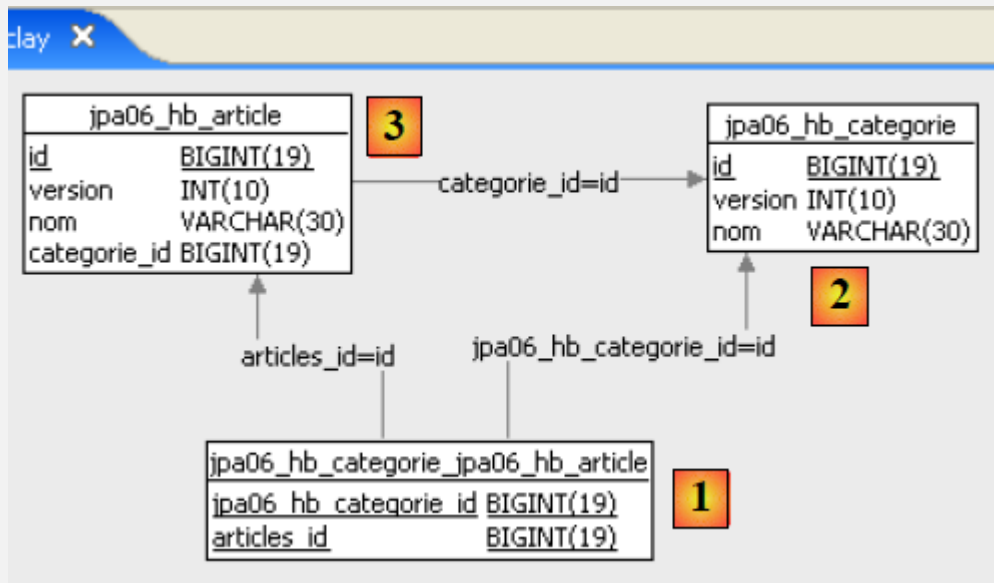 clay
jpa06_hb_article
id BIGINT(19)
version INT(10)
nom VARCHAR(30)
categorie_id BIGINT(19)
3
categorie_id=id
jpa06_hb_categorie
id BIGINT(19)
version INT(10)
nom VARCHAR(30)
2
articles_id=id
jpa06_hb_categorie_id=id
jpa06_hb_categorie_jpa06_hb_article
jpa06_hb_categorie_id BIGINT(19)
articles_id BIGINT(19)
1